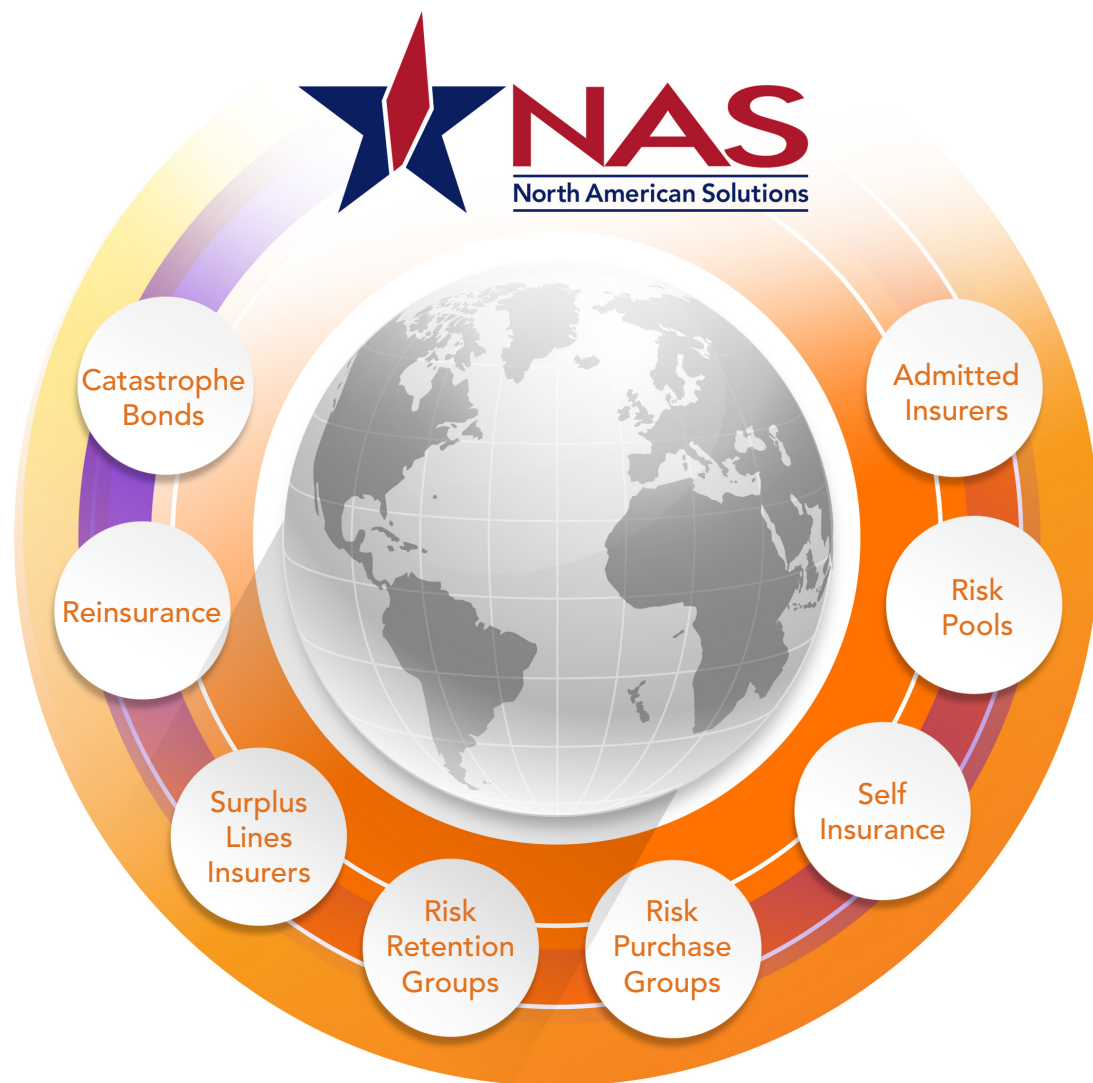 NAS
North American Solutions
Catastrophe
Bonds
Admitted
Insurers
Reinsurance
Risk
Pools
Surplus
Lines
Insurers
Self
Insurance
Risk
Retention
Groups
Risk
Purchase
Groups